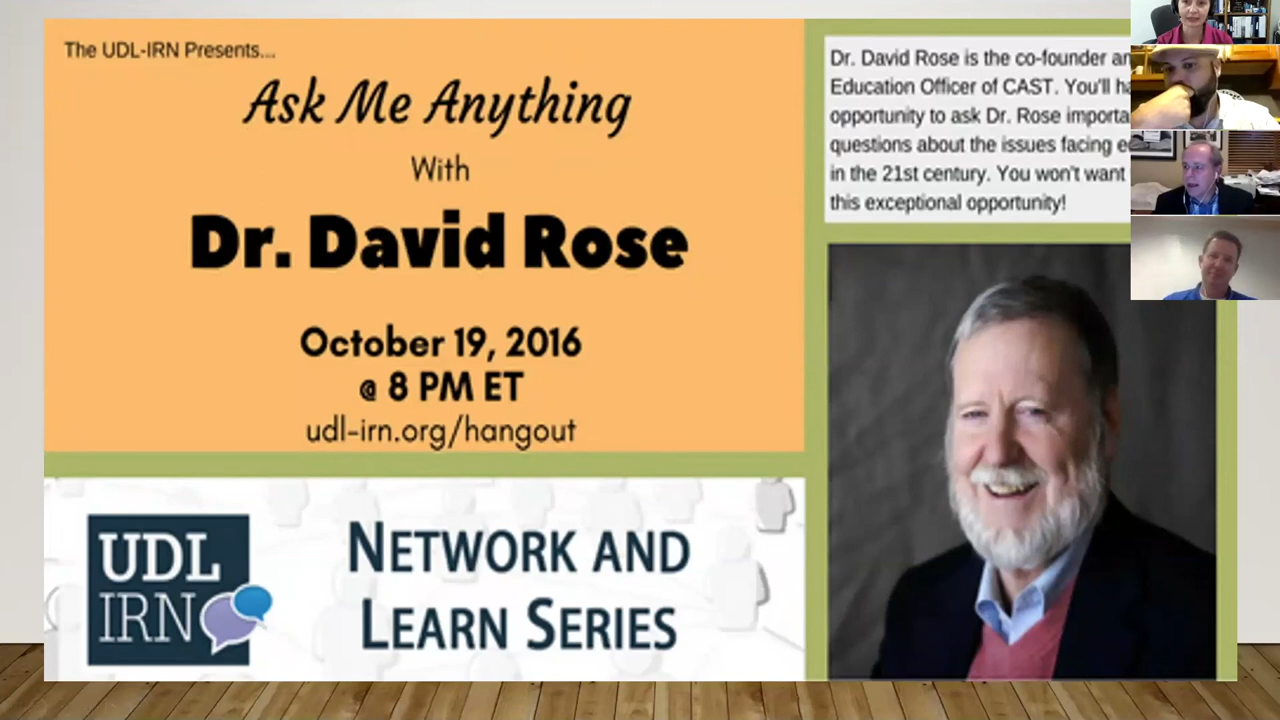 The UDL-IRN Presents...
Ask Me Anything
With
Dr. David Rose
October 19, 2016
@ 8 PM ET
udl-irn.org/hangout
UDL
IRN
NETWORK AND
LEARN SERIES
Dr. David Rose is the co-founder
Education Officer of CAST. You'll
opportunity to ask Dr. Rose
questions about the issues facing
in the 21st century. You won't want
this exceptional opportunity!